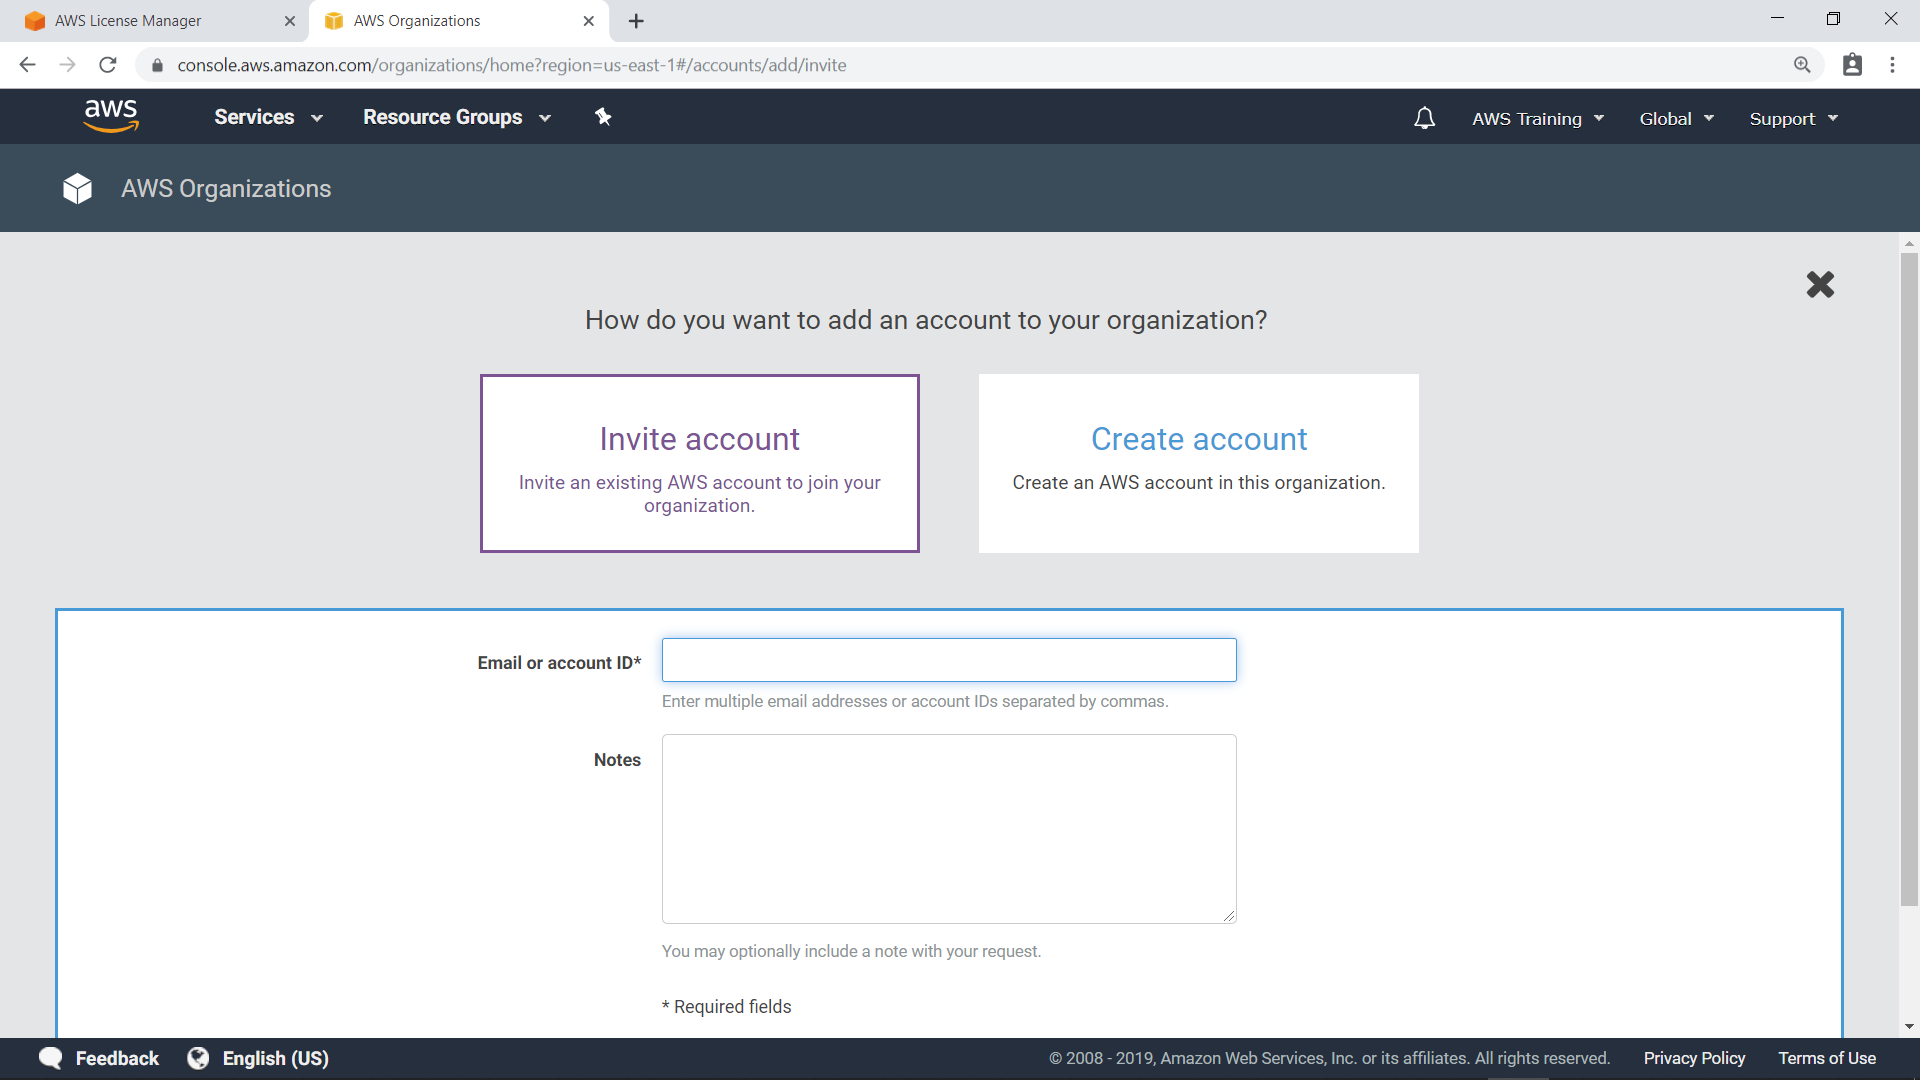 AWS License Manager
AWS Organizations
console.aws.amazon.com/organizations/home?region=us-east-1#/accounts/add/invite
aws
Services
Resource Groups
AWS Training
Global
Support
AWS Organizations
How do you want to add an account to your organization?
Invite account
Invite an existing AWS account to join your
organization.
Create account
Create an AWS account in this organization.
Email or account ID*
Enter multiple email addresses or account IDs separated by commas.
Notes
You may optionally include a note with your request.
* Required fields
Feedback
English (US)
© 2008 - 2019, Amazon Web Services, Inc. or its affiliates. All rights reserved.
Privacy Policy
Terms of Use